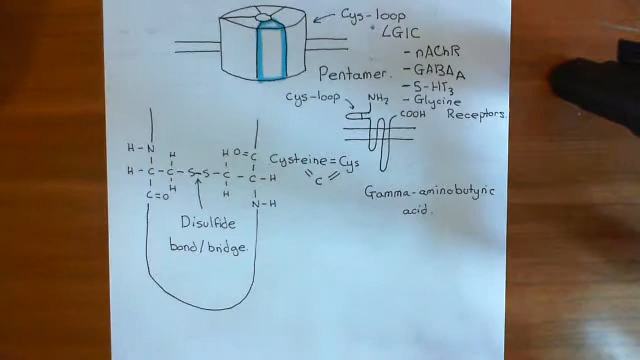 Cys-loop
LGIC
- nAChR
- GABAA
- 5-HT3
- Glycine
Receptors.
Pentamer.
Cys-loop
NH2
COOH
H-N
H H
H O=C
H-C-C-S-S-C-C-H
H H
C=O
N-H
Cysteine=Cys
"C"
Disulfide
bond/bridge.
Gamma-aminobutyric
acid.